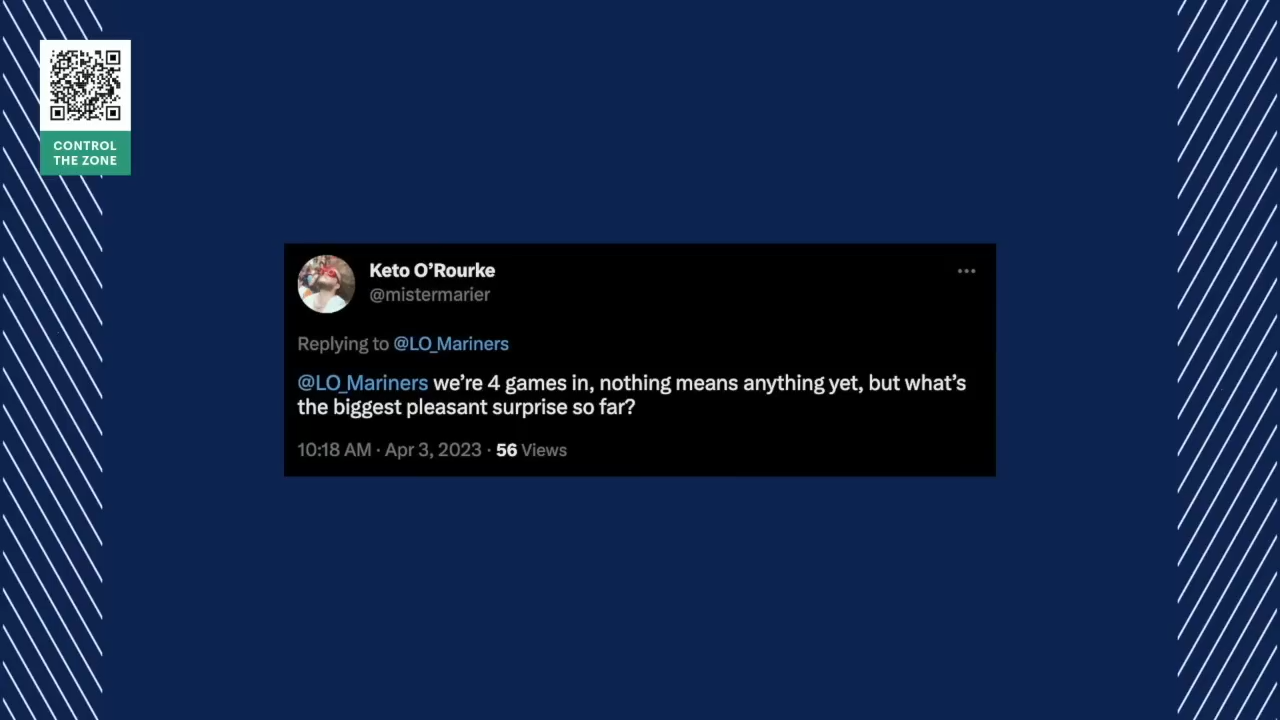 CONTROL
THE ZONE
Keto O’Rourke
@mistermarier
Replying to @LO_Mariners
@LO_Mariners we’re 4 games in, nothing means anything yet, but what’s
the biggest pleasant surprise so far?
10:18 AM · Apr 3, 2023 · 56 Views